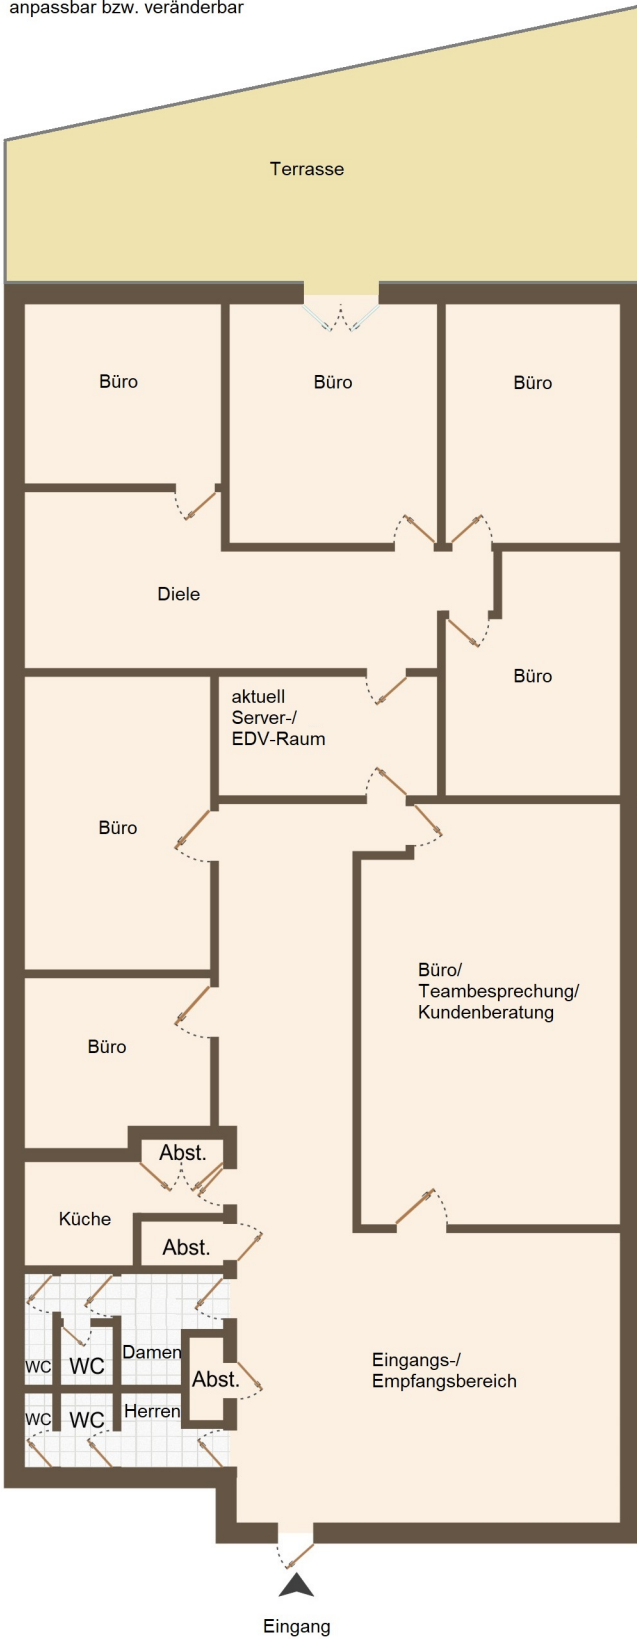 anpassbar bzw. veränderbar
Terrasse
Büro
Büro
Büro
Diele
Büro
aktuell
Server-/
EDV-Raum
Büro
Büro/
Teambesprechung/
Kundenberatung
Büro
Abst.
Küche
Abst.
Damen
WC
WC
Abst.
Eingangs-/
Empfangsbereich
Herren
WC
WC
Eingang